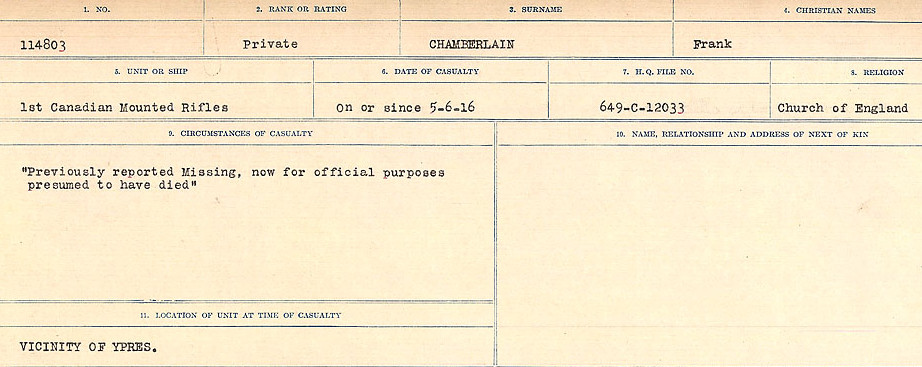 1. NO. 2. RANK OR RATING 3. SURNAME 4. CHRISTIAN NAMES
114803 Private CHAMBERLAIN Frank
5. UNIT OR SHIP 6. DATE OF CASUALTY 7. H. Q. FILE NO. 8. RELIGION
1st Canadian Mounted Rifles on or since 5-6-16 649-C-12033 Church of England
9. CIRCUMSTANCES OF CASUALTY 10. NAME, RELATIONSHIP AND ADDRESS OF NEXT OF KIN
"Previously reported Missing, now for official purposes
presumed to have died"
11. LOCATION OF UNIT AT TIME OF CASUALTY
VICINITY OF YPRES.